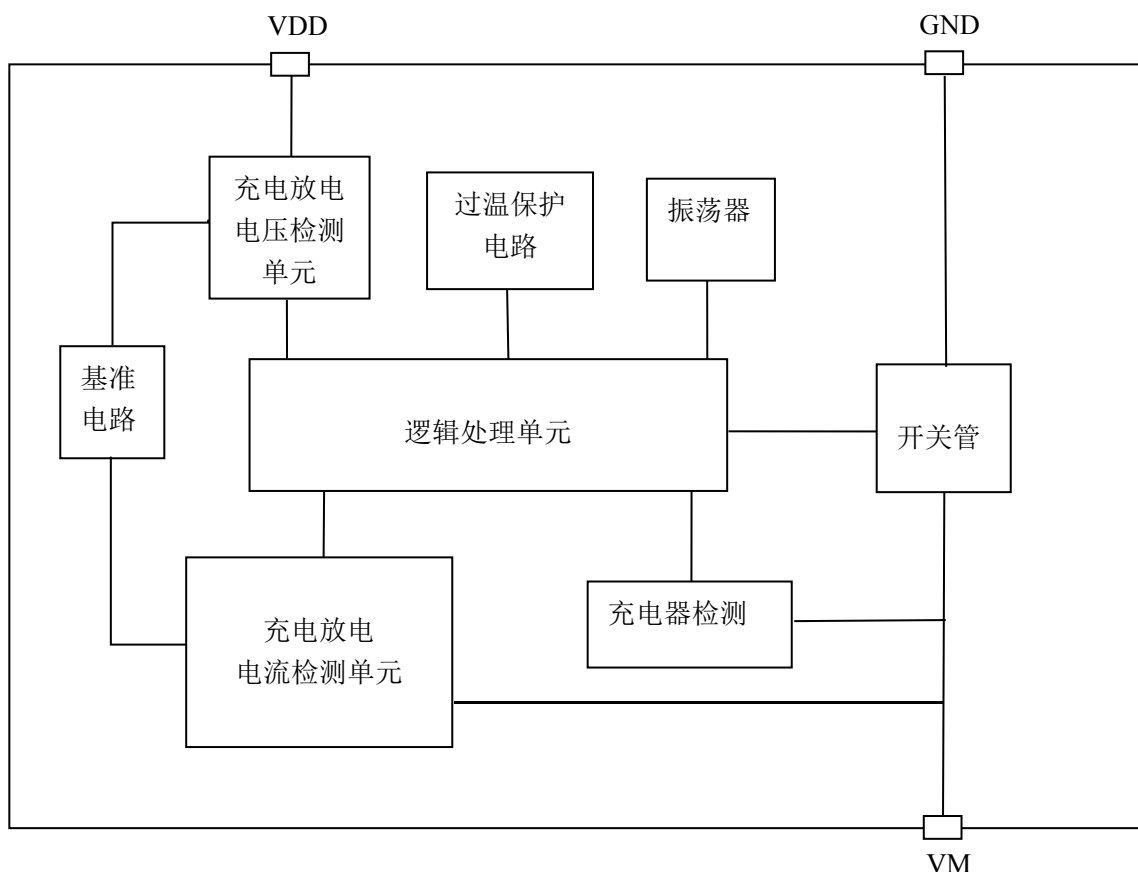 VDD
GND
充电放电
电压检测
单元
过温保护
电路
振荡器
基准
电路
逻辑处理单元
开关管
充电器检测
充电放电
电流检测单元
VM